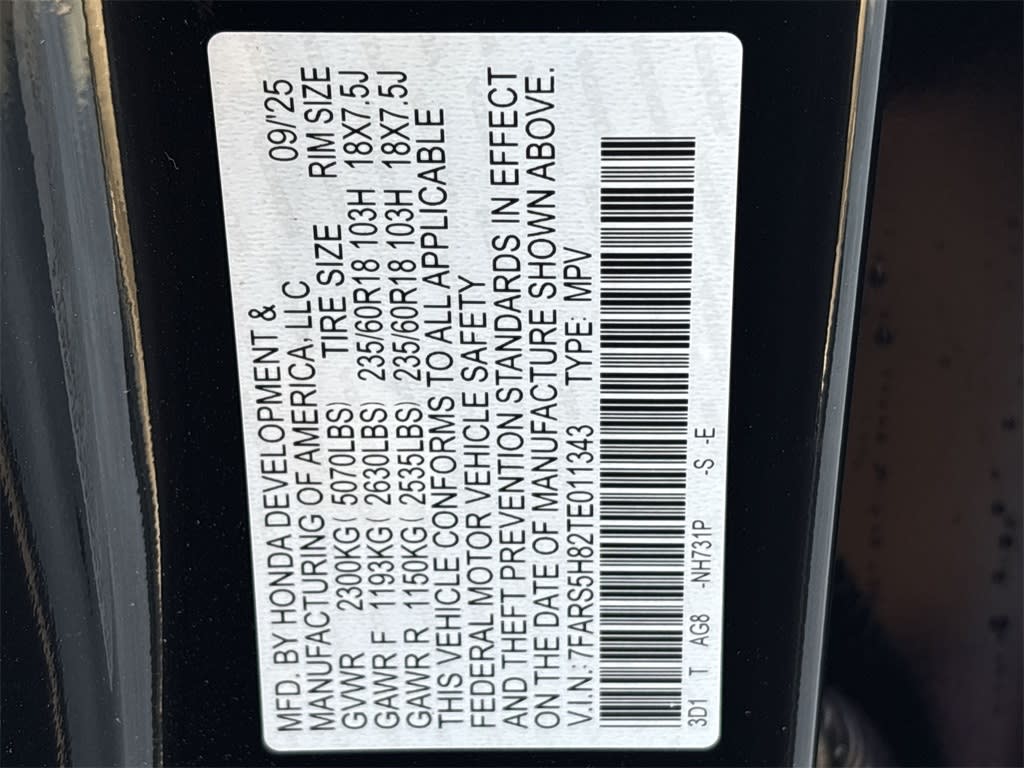 MFD. BY HONDA DEVELOPMENT &
MANUFACTURING OF AMERICA, LLC 09/'25
GVWR 2300KG ( 5070LBS) TIRE SIZE RIM SIZE
GAWR F 1193KG ( 2630LBS) 235/60R18 103H 18X7.5J
GAWR R 1150KG ( 2535LBS) 235/60R18 103H 18X7.5J
THIS VEHICLE CONFORMS TO ALL APPLICABLE
FEDERAL MOTOR VEHICLE SAFETY
AND THEFT PREVENTION STANDARDS IN EFFECT
ON THE DATE OF MANUFACTURE SHOWN ABOVE.
V.I.N.: 7FARS5H82TE011343 TYPE: MPV
3D1 T AG8 -NH731P -S -E